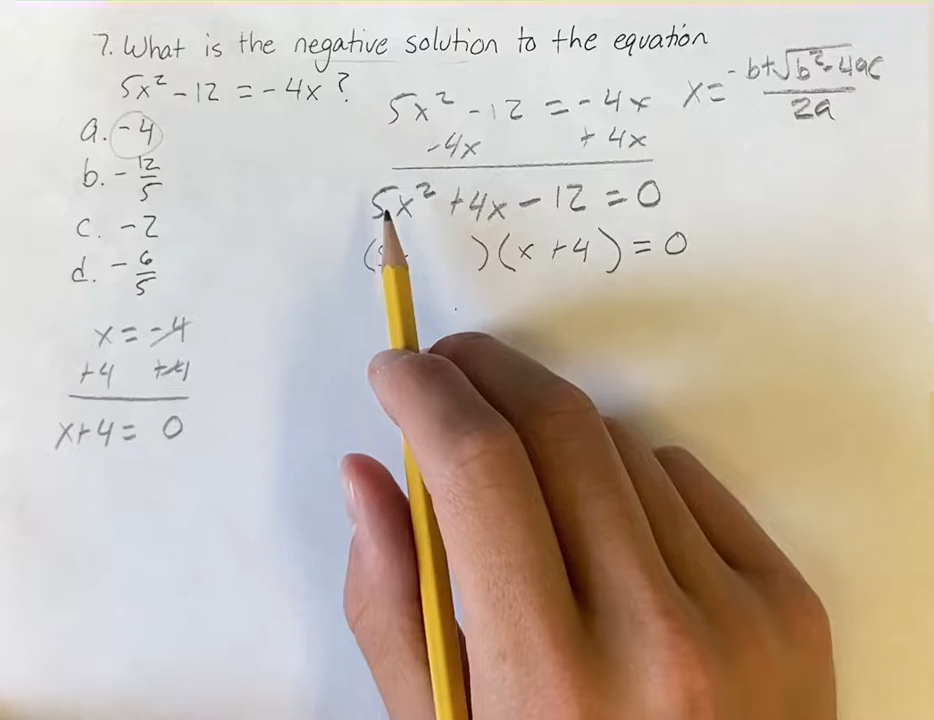 7. What is the negative solution to the equation
5x² - 12 = - 4x ?
a. -4
b. - 12/5
c. - 2
d. - 6/5
x = -4
+4 +4
x+4 = 0
5x² - 12 = - 4x
-4x + 4x
5x² + 4x - 12 = 0
( )(x + 4) = 0
x = -b±√b²-4ac / 2a